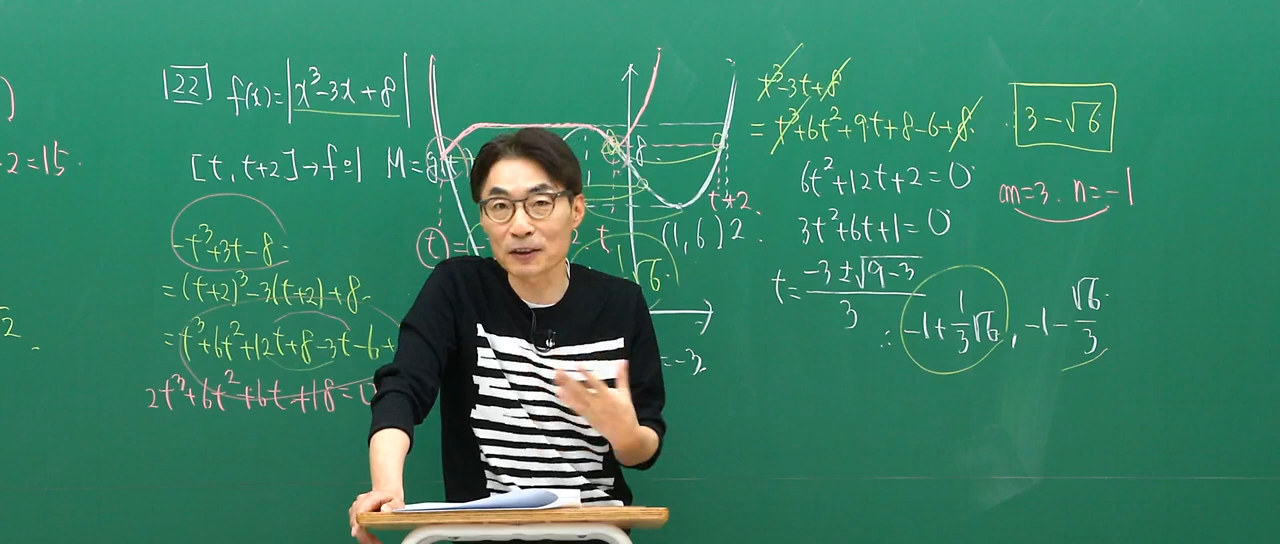 )
-2=15.
√2
[22] f(x)=|x³-3x+8|
[t, t+2]→f의 M=g(t)
-t³+3t-8
=(t+2)³-3(t+2)+8
=t³+6t²+12t+8-3t-6+
2t³+6t²+6t+18=0
t
8
t
t+2
(1,6)2.
√6
=-3
t³-3t+8
=t³+6t²+9t+8-6+8
6t²+12t+2=0
3t²+6t+1=0
t=(-3±√(9-3))/3
∴ -1+(1/3)√6, -1-(√6/3)
3-√6
m=3. n=-1